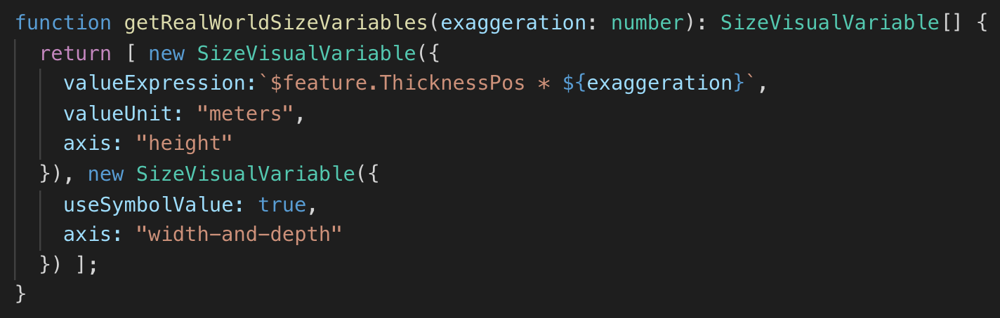 function getRealWorldSizeVariables(exaggeration: number): SizeVisualVariable[] {
  return [ new SizeVisualVariable({
    valueExpression:`$feature.ThicknessPos * ${exaggeration}`,
    valueUnit: "meters",
    axis: "height"
  }), new SizeVisualVariable({
    useSymbolValue: true,
    axis: "width-and-depth"
  }) ];
}